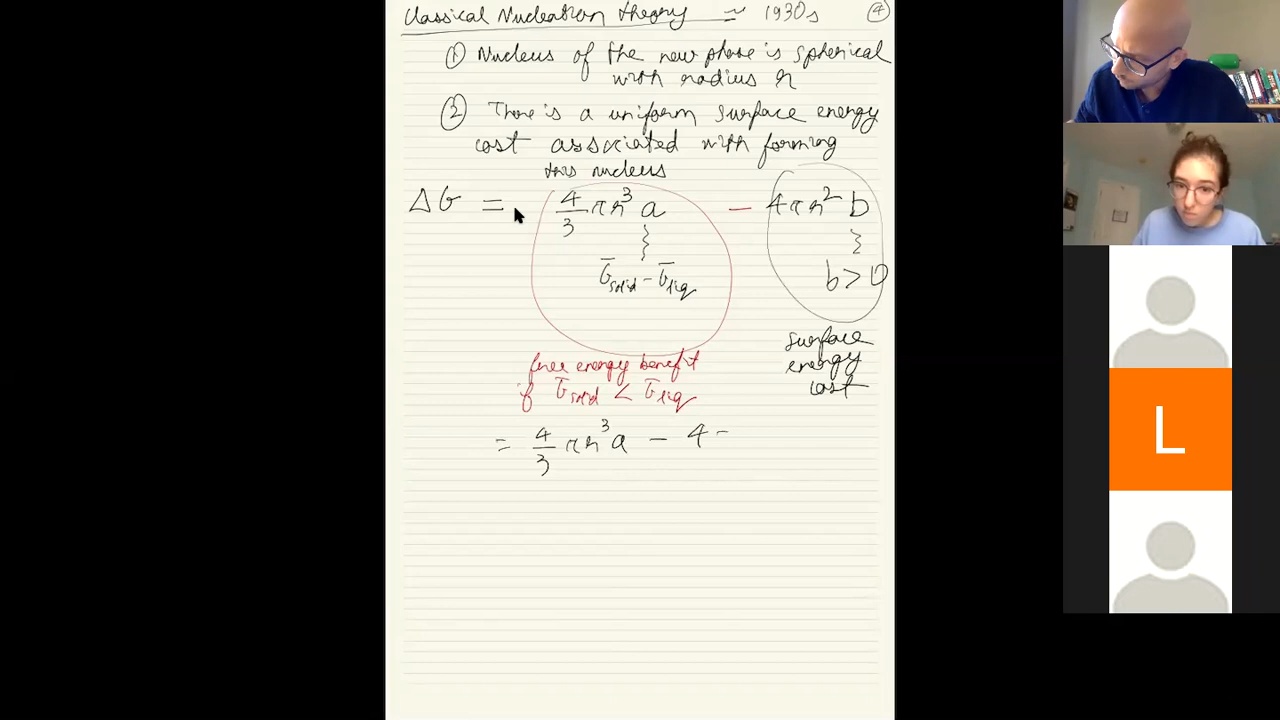 Classical Nucleation Theory ~ 1930s ④
① Nucleus of the new phase is spherical
with radius r
② There is a uniform surface energy
cost associated with forming
this nucleus
ΔG = 4/3 πr³ a − 4πr² b
G̅solid − G̅liq b > 0
free energy benefit
if G̅solid < G̅liq
surface
energy
cost
= 4/3 πr³ a − 4 -
L